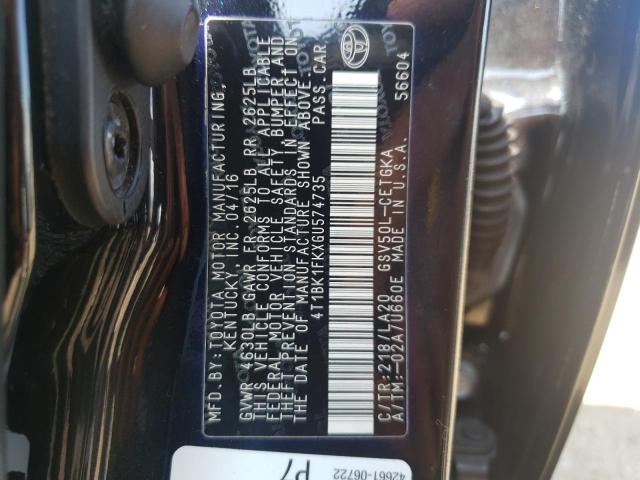 MFD. BY: TOYOTA MOTOR MANUFACTURING,
KENTUCKY, INC. 04/16
GVWR 4630LB GAWR FR 2625LB RR 2625LB
THIS VEHICLE CONFORMS TO ALL APPLICABLE
FEDERAL MOTOR VEHICLE SAFETY, BUMPER, AND
THEFT PREVENTION STANDARDS IN EFFECT ON
THE DATE OF MANUFACTURE SHOWN ABOVE.
4T1BK1FKXGU574735 PASS. CAR
56604
C/TR: 218/LA20 GSV50L-CETGKA
A/TM: -02A/U660E MADE IN U.S.A.
TOYOTA
42661-06722